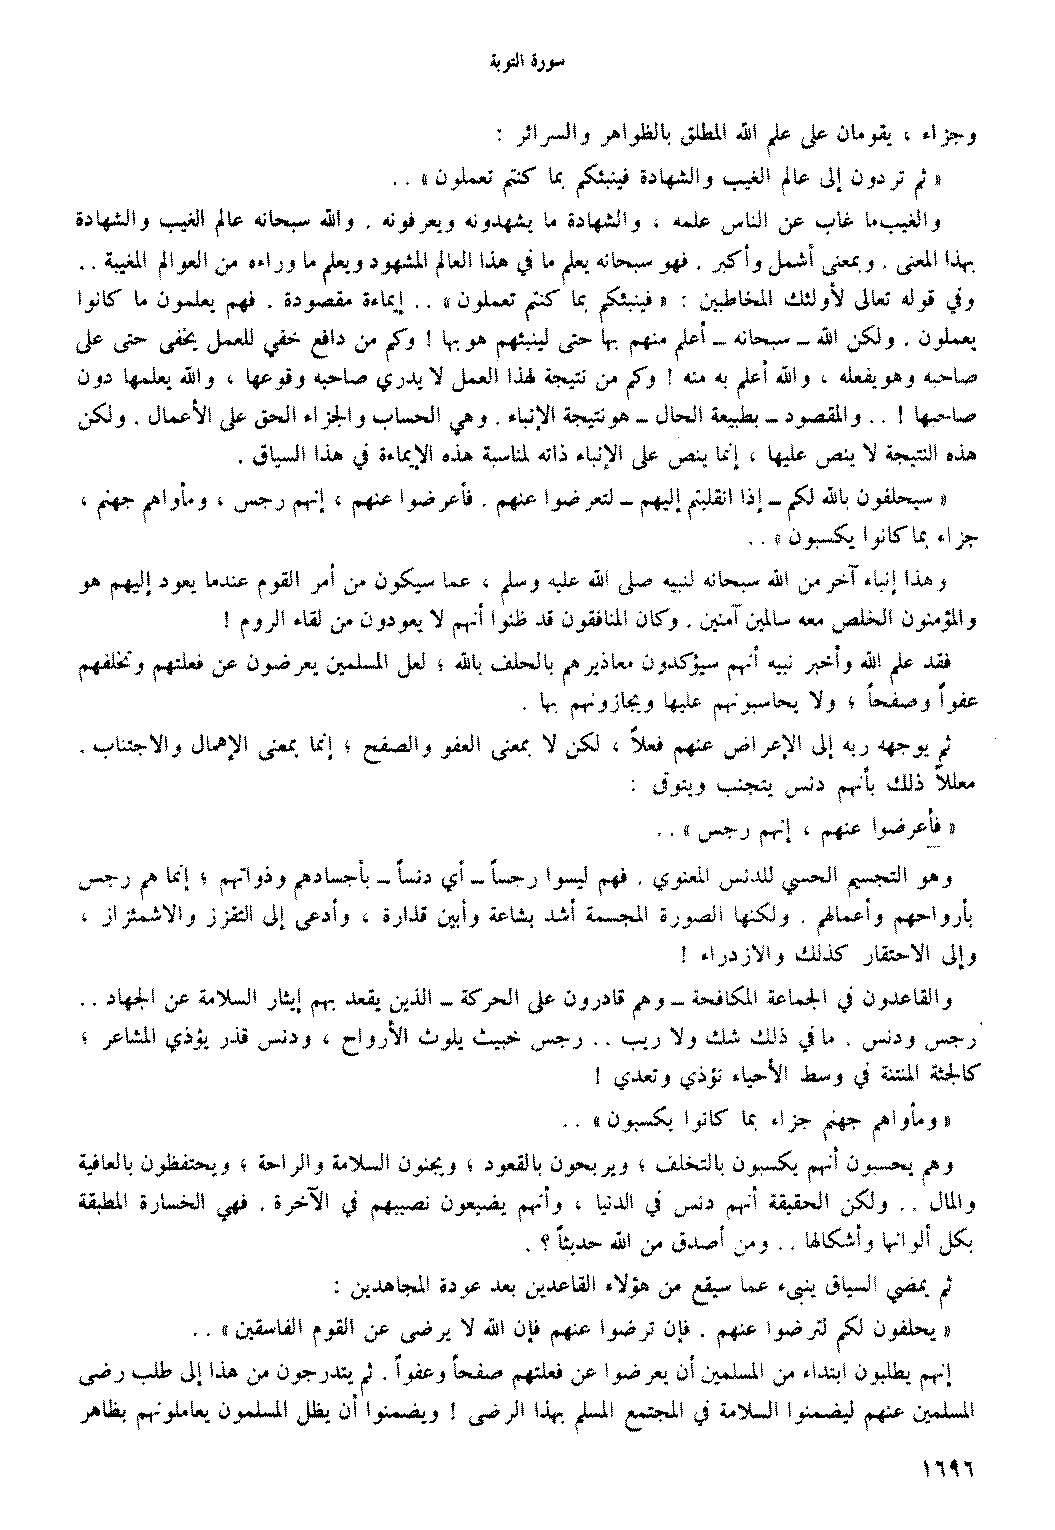 سورة التوبة
وجزاء ، يقومان على علم الله المطلق بالظواهر والسرائر :
« ثم تردون إلى عالم الغيب والشهادة فينبئكم بما كنتم تعملون» ..
والغيب ما غاب عن الناس علمه ، والشهادة ما يشهدونه ويعرفونه . والله سبحانه عالم الغيب والشهادة
بهذا المعنى . وبمعنى أشمل وأكبر . فهو سبحانه يعلم ما في هذا العالم المشهود ويعلم ما وراءه من العوالم المغيبة ..
وفي قوله تعالى لأولئك المخاطبين : « فينبئكم بما كنتم تعملون» .. إيماءة مقصودة . فهم يعلمون ما كانوا
يعملون . ولكن الله – سبحانه – أعلم منهم بها حتى لينبئهم هو بها ! وكم من دافع خفي للعمل يخفى حتى على
صاحبه وهو يفعله ، والله أعلم به منه ! وكم من نتيجة لهذا العمل لا يدري صاحبه وقوعها ، والله يعلمها دون
صاحبها ! .. والمقصود – بطبيعة الحال – هو نتيجة الإنباء . وهي الحساب والجزاء الحق على الأعمال . ولكن
هذه النتيجة لا ينص عليها ، إنما ينص على الإنباء ذاته لمناسبة هذه الإيماءة في هذا السياق .
« سيحلفون بالله لكم – إذا انقلبتم إليهم – لتعرضوا عنهم . فأعرضوا عنهم ، إنهم رجس ، ومأواهم جهنم ،
جزاء بما كانوا يكسبون » ..
وهذا إنباء آخر من الله سبحانه لنبيه صلى الله عليه وسلم ، عما سيكون من أمر القوم عندما يعود إليهم هو
والمؤمنون الخلص معه سالمين آمنين . وكان المنافقون قد ظنوا أنهم لا يعودون من لقاء الروم !
فقد علم الله وأخبر نبيه أنهم سيؤكدون معاذيرهم بالحلف بالله ؛ لعل المسلمين يعرضون عن فعلتهم وتخلفهم
عفواً وصفحاً ؛ ولا يحاسبونهم عليها ويجازونهم بها .
ثم يوجهه ربه إلى الإعراض عنهم فعلاً ، لكن لا بمعنى العفو والصفح ؛ إنما بمعنى الإهمال والاجتناب .
معللاً ذلك بأنهم دنس يتجنب ويتوقى :
« فأعرضوا عنهم ، إنهم رجس » ..
وهو التجسيم الحسي للدنس المعنوي . فهم ليسوا رجساً – أي دنساً – بأجسادهم وذواتهم ؛ إنما هم رجس
بأرواحهم وأعمالهم . ولكنها الصورة المجسمة أشد بشاعة وأبين قذارة ، وأدعى إلى التقزز والاشمئزاز ،
وإلى الاحتقار كذلك والازدراء !
والقاعدون في الجماعة المكافحة – وهم قادرون على الحركة – الذين يقعد بهم إيثار السلامة عن الجهاد ..
رجس ودنس . ما في ذلك شك ولا ريب .. رجس خبيث يلوث الأرواح ، ودنس قذر يؤذي المشاعر ؛
كالجثة المنتنة في وسط الأحياء تؤذي وتعدي !
« ومأواهم جهنم جزاء بما كانوا يكسبون» ..
وهم يحسبون أنهم يكسبون بالتخلف ؛ ويربحون بالقعود ؛ ويجنون السلامة والراحة ؛ ويحتفظون بالعافية
والمال .. ولكن الحقيقة أنهم دنس في الدنيا ، وأنهم يضيعون نصيبهم في الآخرة . فهي الخسارة المطبقة
بكل ألوانها وأشكالها .. ومن أصدق من الله حديثاً ؟ .
ثم يمضي السياق ينبىء عما سيقع من هؤلاء القاعدين بعد عودة المجاهدين :
« يحلفون لكم لترضوا عنهم . فإن ترضوا عنهم فإن الله لا يرضى عن القوم الفاسقين» ..
إنهم يطلبون ابتداء من المسلمين أن يعرضوا عن فعلتهم صفحاً وعفواً . ثم يتدرجون من هذا إلى طلب رضى
المسلمين عنهم ليضمنوا السلامة في المجتمع المسلم بهذا الرضى ! ويضمنوا أن يظل المسلمون يعاملونهم بظاهر
١٦٩٦